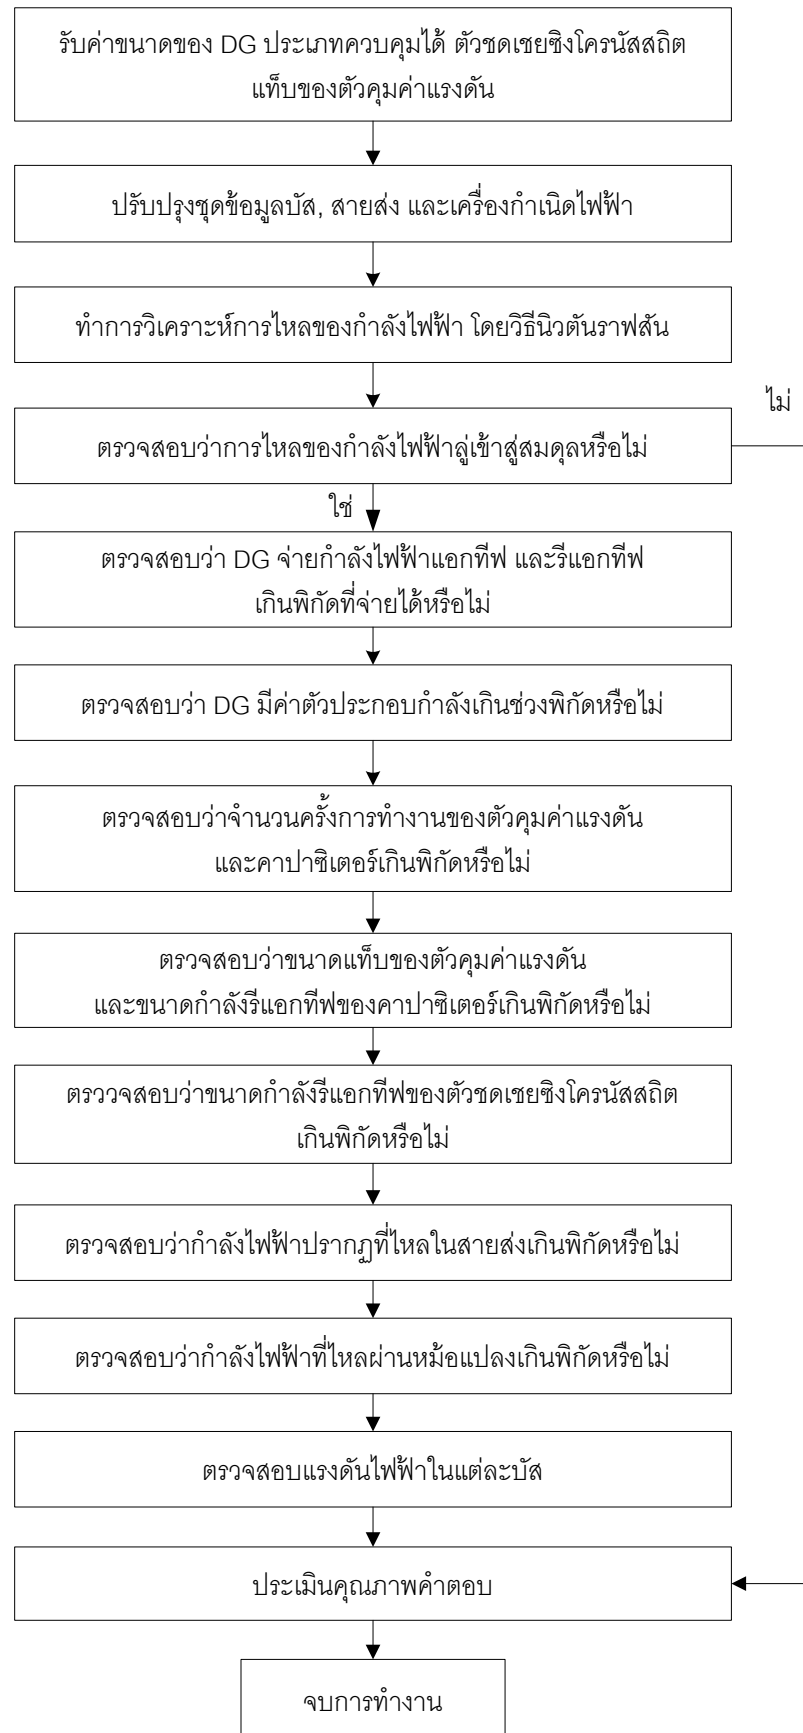 รับค่าขนาดของ DG ประเภทควบคุมได้ ตัวชดเชยซิงโครนัสสถิต
แท็บของตัวคุมค่าแรงดัน
ปรับปรุงชุดข้อมูลบัส, สายส่ง และเครื่องกำเนิดไฟฟ้า
ทำการวิเคราะห์การไหลของกำลังไฟฟ้า โดยวิธีนิวตันราฟสัน
ไม่
ตรวจสอบว่าการไหลของกำลังไฟฟ้าลู่เข้าสู่สมดุลหรือไม่
ใช่
ตรวจสอบว่า DG จ่ายกำลังไฟฟ้าแอกทีฟ และรีแอกทีฟ
เกินพิกัดที่จ่ายได้หรือไม่
ตรวจสอบว่า DG มีค่าตัวประกอบกำลังเกินช่วงพิกัดหรือไม่
ตรวจสอบว่าจำนวนครั้งการทำงานของตัวคุมค่าแรงดัน
และคาปาซิเตอร์เกินพิกัดหรือไม่
ตรวจสอบว่าขนาดแท็บของตัวคุมค่าแรงดัน
และขนาดกำลังรีแอกทีฟของคาปาซิเตอร์เกินพิกัดหรือไม่
ตรววจสอบว่าขนาดกำลังรีแอกทีฟของตัวชดเชยซิงโครนัสสถิต
เกินพิกัดหรือไม่
ตรวจสอบว่ากำลังไฟฟ้าปรากฏที่ไหลในสายส่งเกินพิกัดหรือไม่
ตรวจสอบว่ากำลังไฟฟ้าที่ไหลผ่านหม้อแปลงเกินพิกัดหรือไม่
ตรวจสอบแรงดันไฟฟ้าในแต่ละบัส
ประเมินคุณภาพคำตอบ
จบการทำงาน